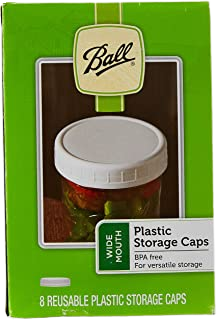 Ball
WIDE
MOUTH
Plastic
Storage Caps
BPA free
For versatile storage
8 REUSABLE PLASTIC STORAGE CAPS